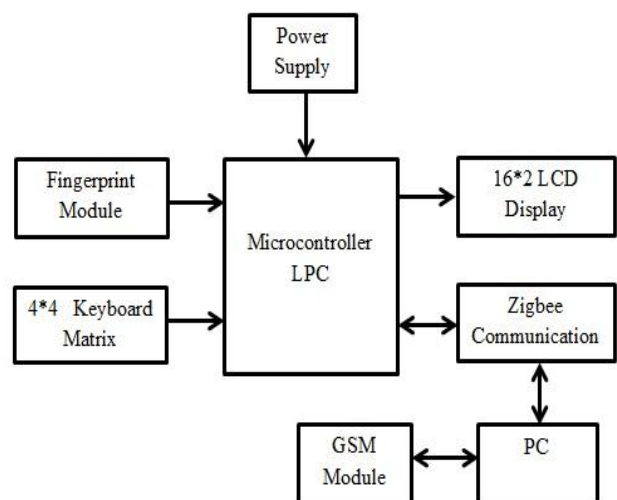 Power
Supply
Fingerprint
Module
Microcontroller
LPC
16*2 LCD
Display
4*4 Keyboard
Matrix
Zigbee
Communication
GSM
Module
PC